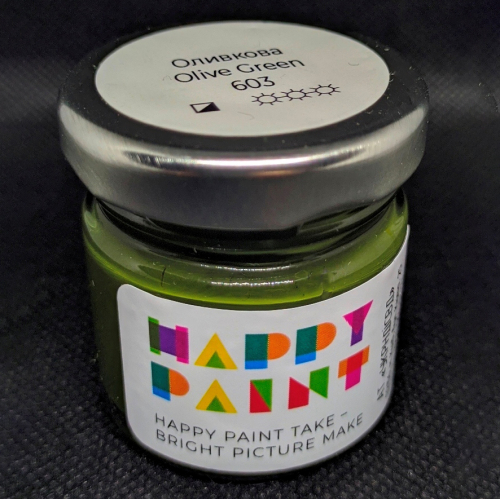 Оливкова
Olive Green
603
HAPPY
PAINT
HAPPY PAINT TAKE –
BRIGHT PICTURE MAKE